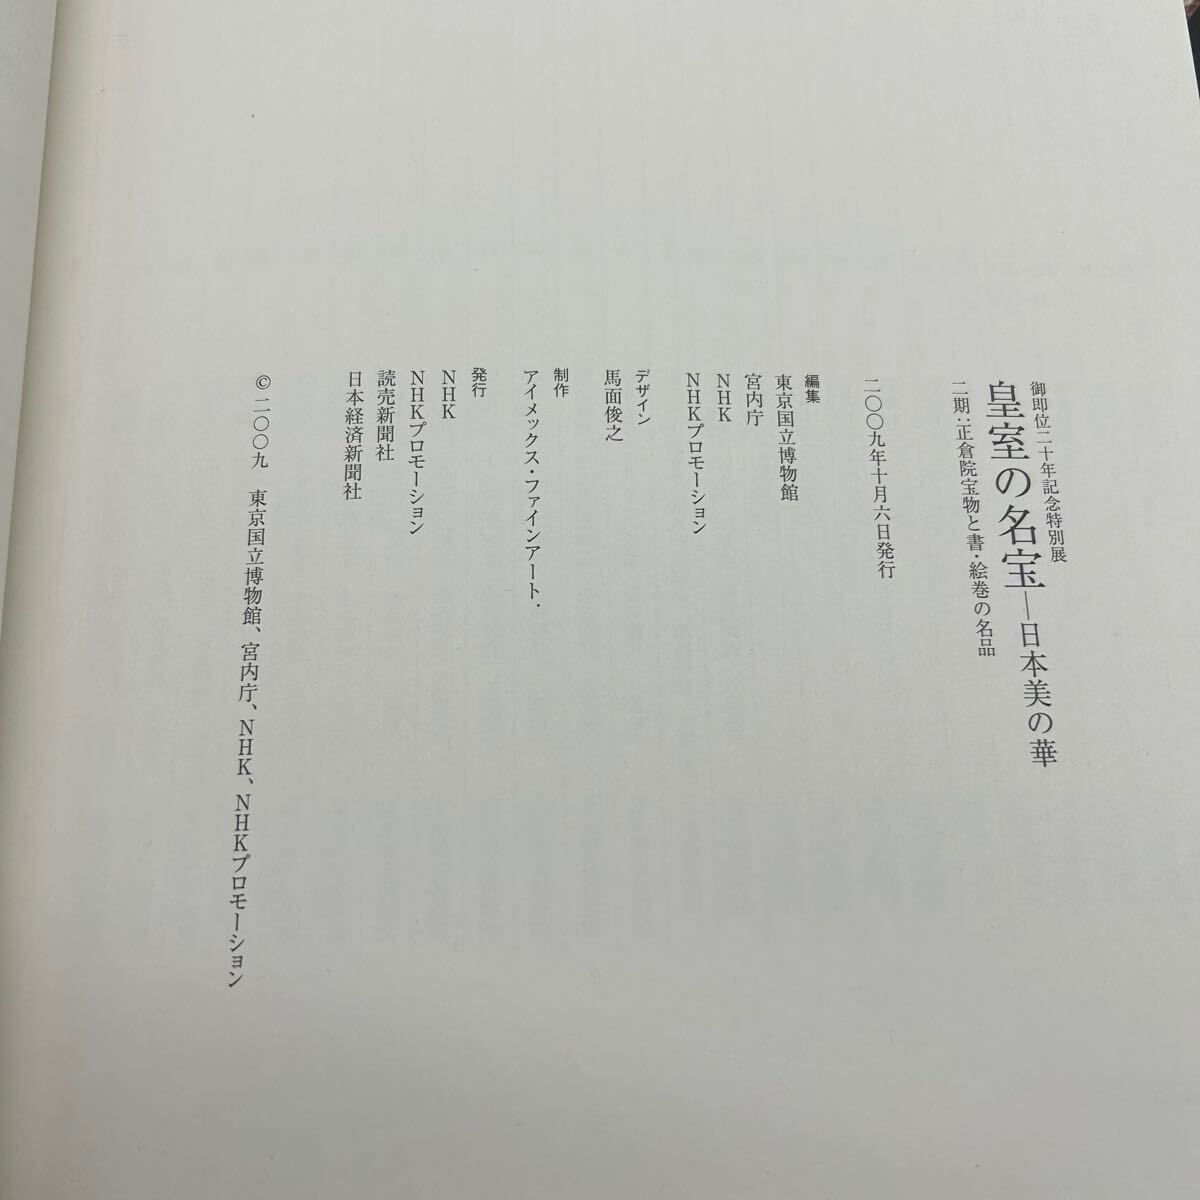 御即位二十年記念特別展
皇室の名宝―日本美の華
二期:正倉院宝物と書・絵巻の名品
二〇〇九年十月六日発行
編集
東京国立博物館
宮内庁
NHK
NHKプロモーション
デザイン
馬面俊之
制作
アイメックス・ファインアート.
発行
NHK
NHKプロモーション
読売新聞社
日本経済新聞社
© 二〇〇九 東京国立博物館、宮内庁、NHK、NHKプロモーション